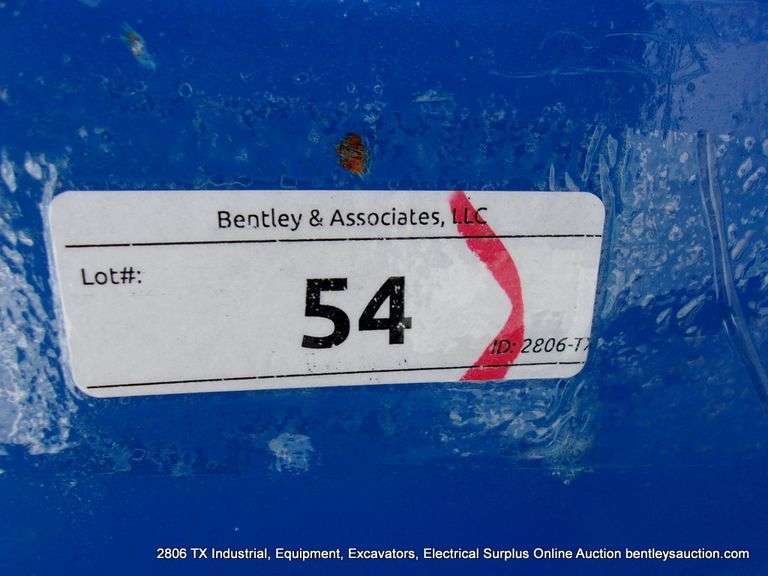 Bentley & Associates, LLC
Lot#:
54
ID: 2806-TX
2806 TX Industrial, Equipment, Excavators, Electrical Surplus Online Auction bentleysauction.com